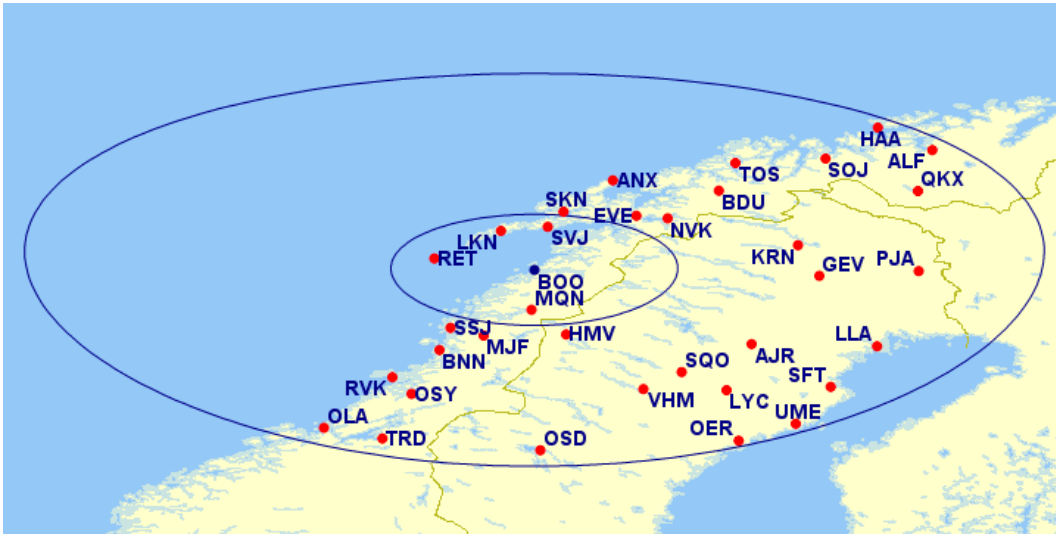 HAA
ALF
SOJ
TOS
QKX
ANX
BDU
SKN
EVE
NVK
SVJ
LKN
KRN
RET
GEV
PJA
BOO
MQN
SSJ
HMV
LLA
MJF
BNN
AJR
SQO
SFT
RVK
OSY
VHM
LYC
UME
OLA
OER
TRD
OSD